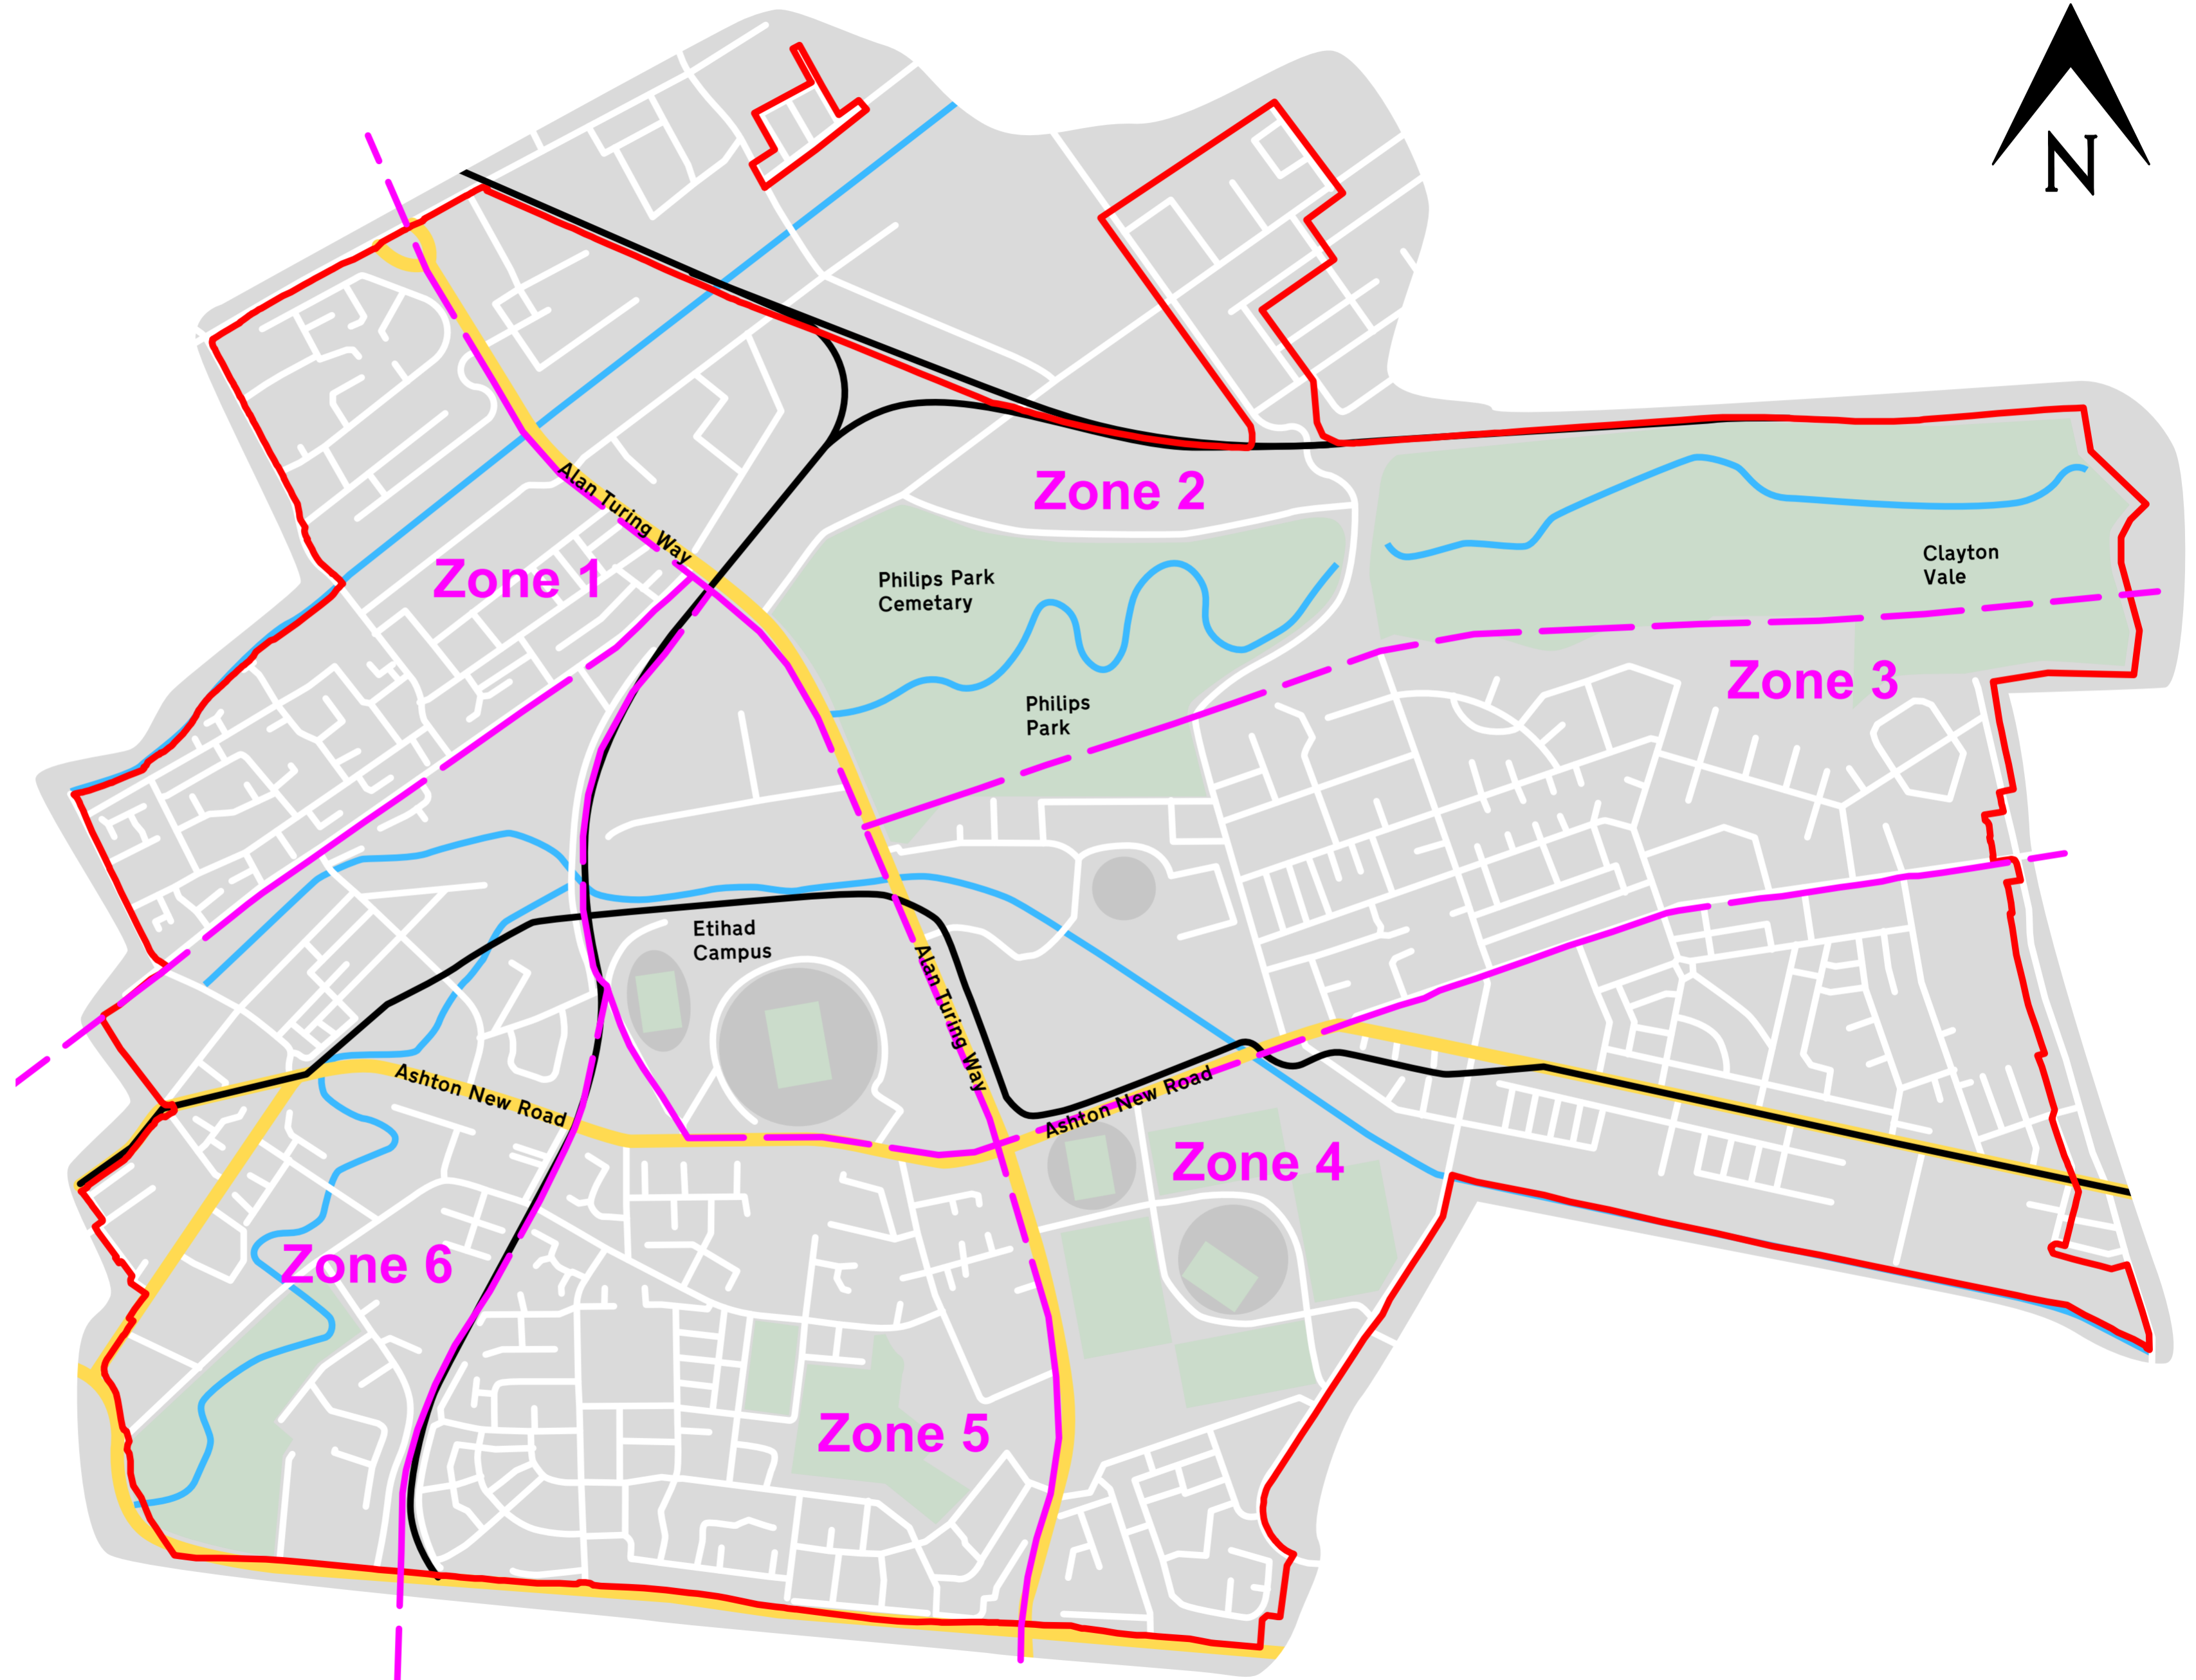 N
Zone 2
Alan Turing Way
Zone 1
Philips Park
Cemetary
Clayton
Vale
Zone 3
Philips
Park
Etihad
Campus
Alan Turing Way
Ashton New Road
Ashton New Road
Zone 4
Zone 6
Zone 5